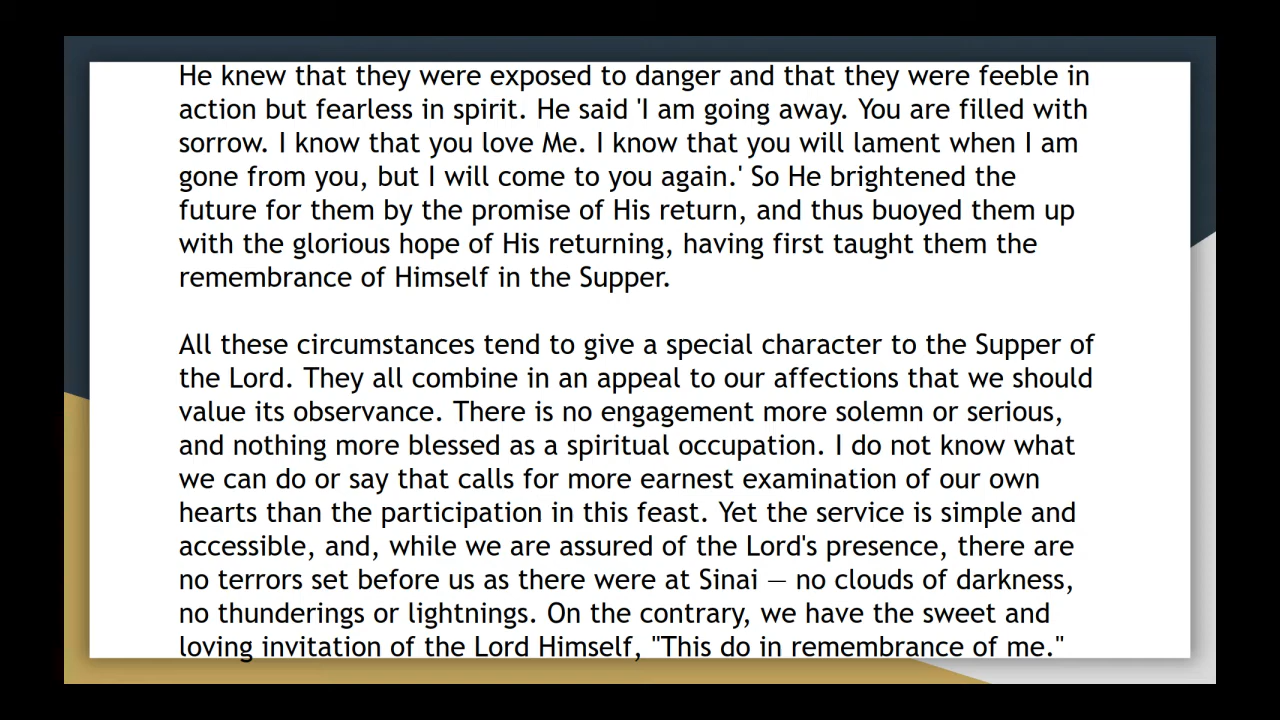 He knew that they were exposed to danger and that they were feeble in
action but fearless in spirit. He said 'I am going away. You are filled with
sorrow. I know that you love Me. I know that you will lament when I am
gone from you, but I will come to you again.' So He brightened the
future for them by the promise of His return, and thus buoyed them up
with the glorious hope of His returning, having first taught them the
remembrance of Himself in the Supper.

All these circumstances tend to give a special character to the Supper of
the Lord. They all combine in an appeal to our affections that we should
value its observance. There is no engagement more solemn or serious,
and nothing more blessed as a spiritual occupation. I do not know what
we can do or say that calls for more earnest examination of our own
hearts than the participation in this feast. Yet the service is simple and
accessible, and, while we are assured of the Lord's presence, there are
no terrors set before us as there were at Sinai — no clouds of darkness,
no thunderings or lightnings. On the contrary, we have the sweet and
loving invitation of the Lord Himself, "This do in remembrance of me."